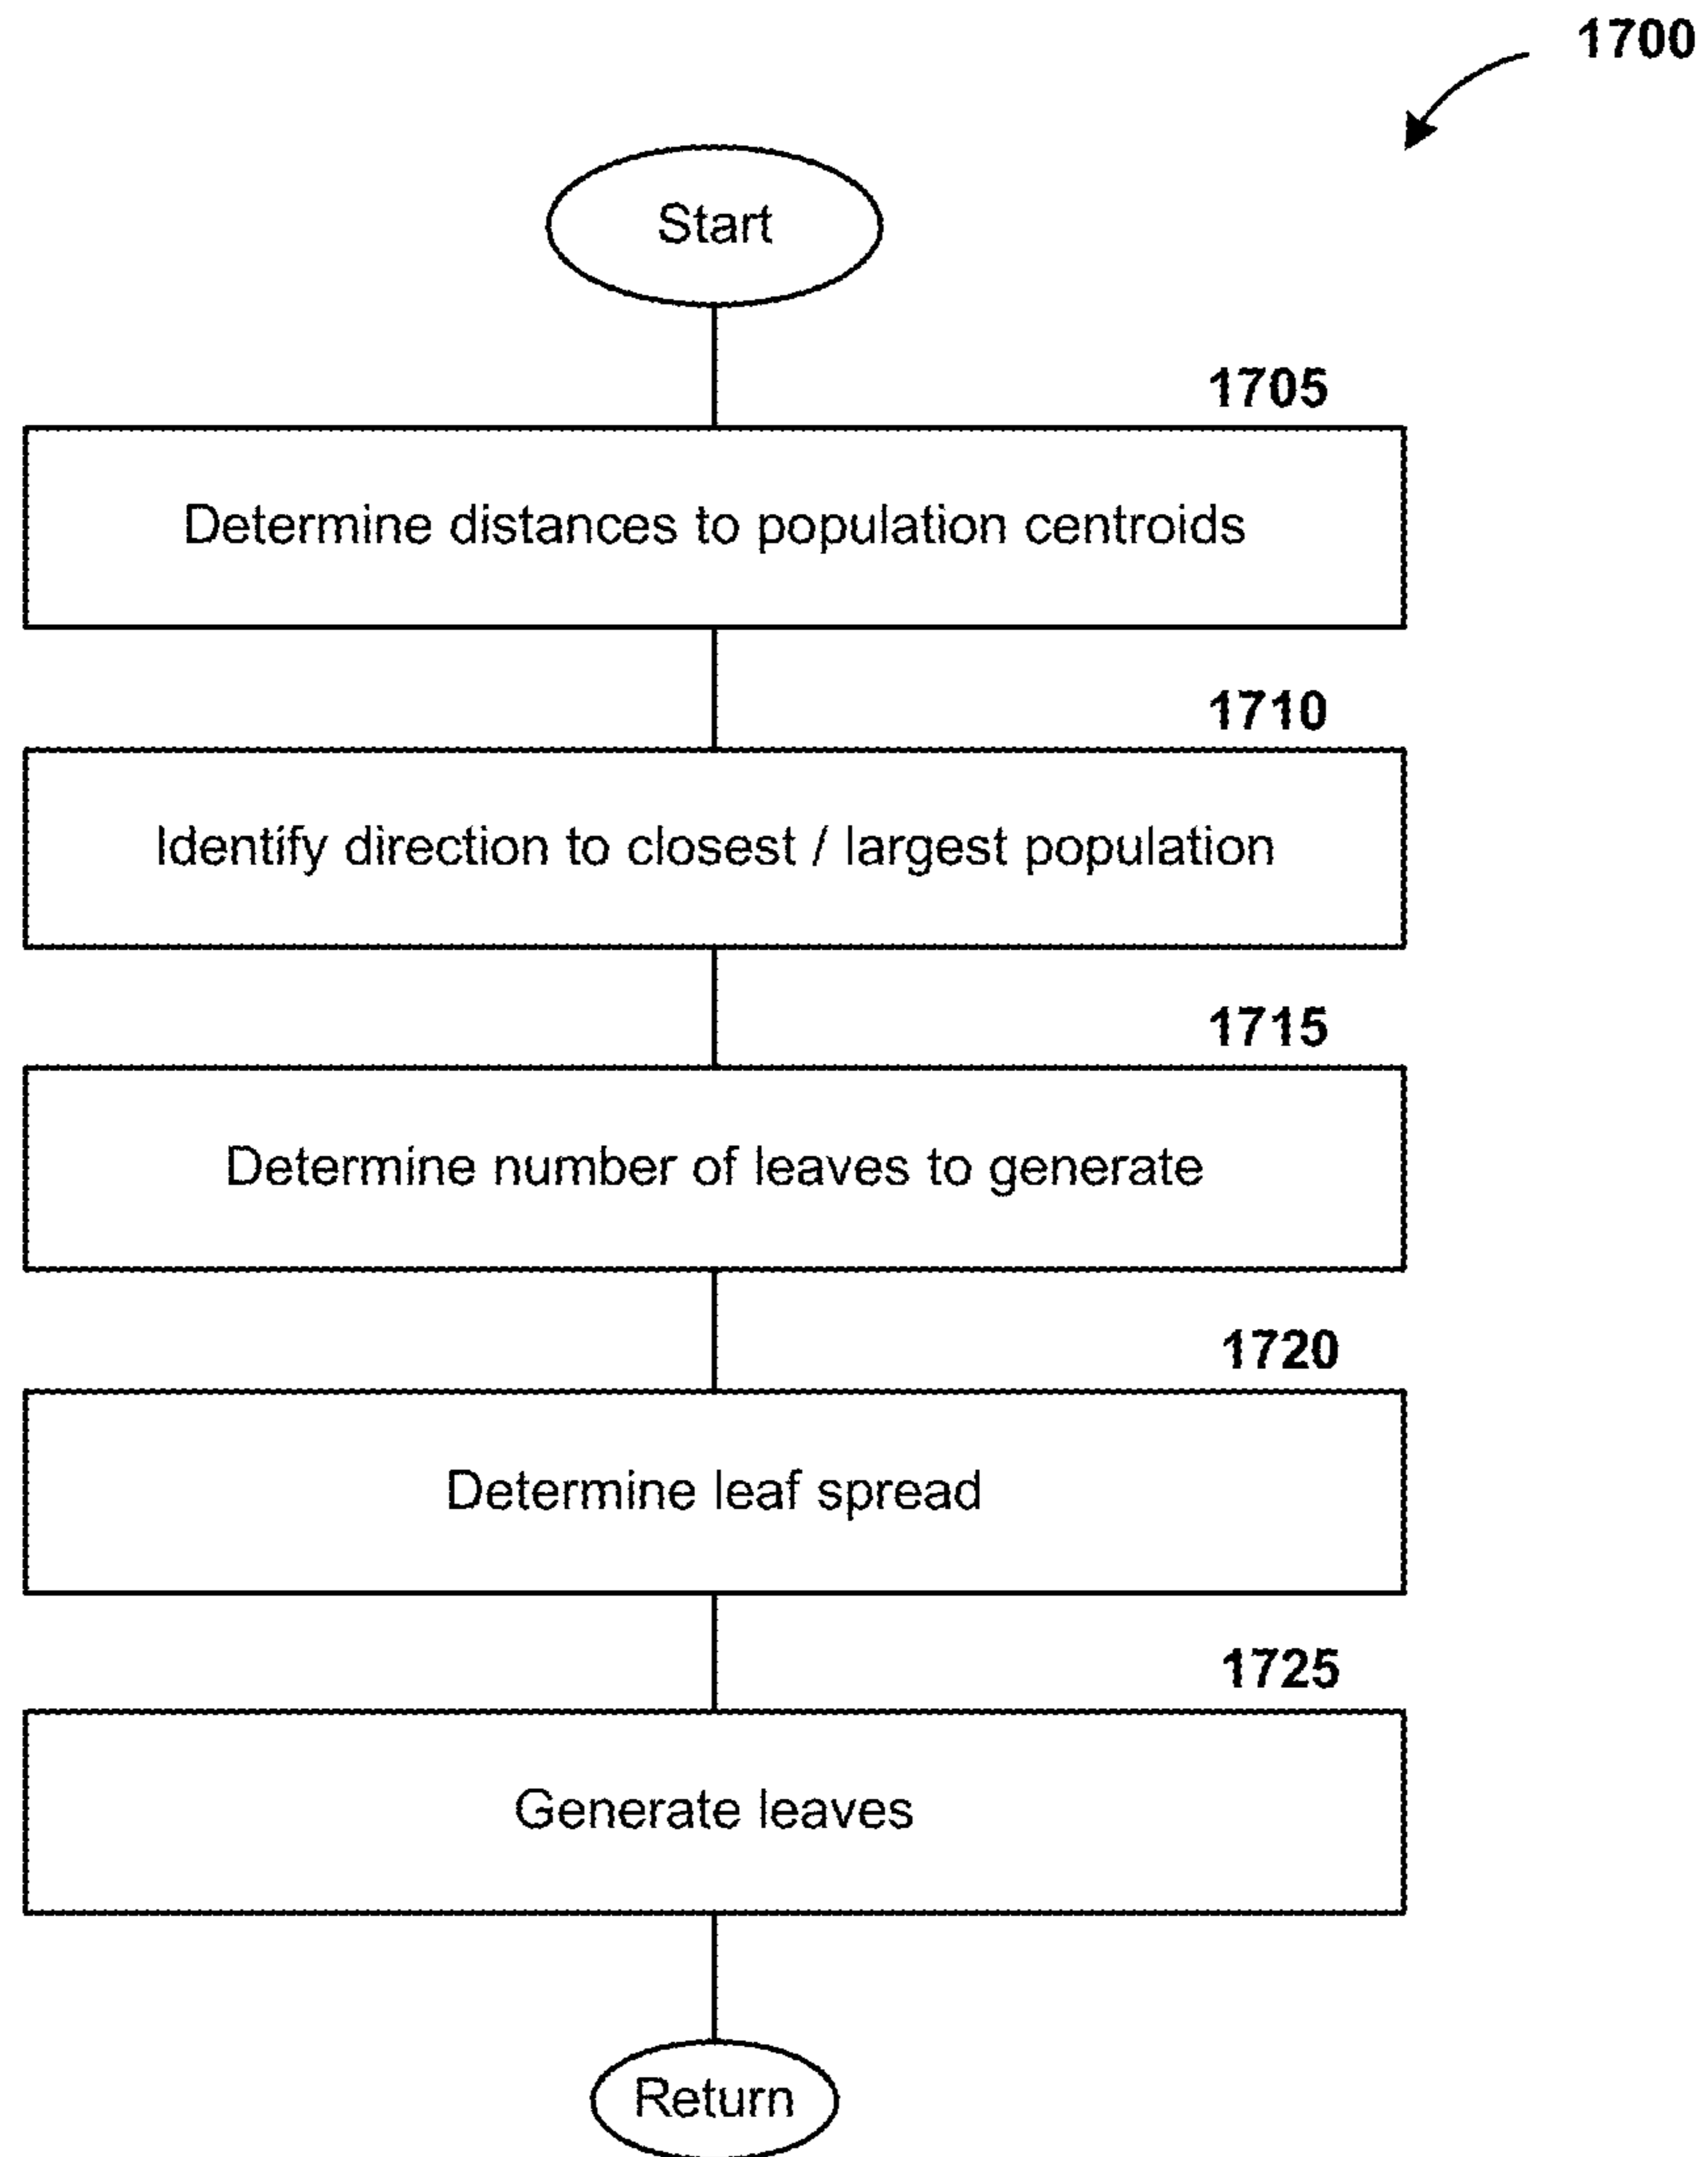 1700
Start
1705
Determine distances to population centroids
1710
Identify direction to closest / largest population
1715
Determine number of leaves to generate
1720
Determine leaf spread
1725
Generate leaves
Return